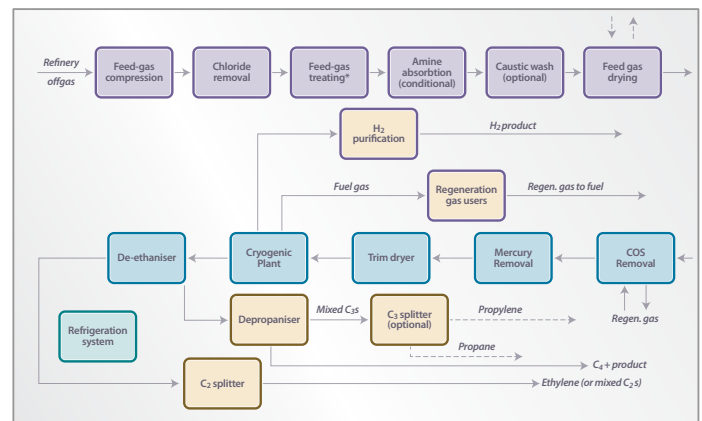 Refinery
offgas
Feed-gas
compression
Chloride
removal
Feed-gas
treating*
Amine
absorbtion
(conditional)
Caustic wash
(optional)
Feed gas
drying
H₂
purification
H₂ product
Fuel gas
Regeneration
gas users
Regen. gas to fuel
De-ethaniser
Cryogenic
Plant
Trim dryer
Mercury
Removal
COS
Removal
Regen. gas
Refrigeration
system
Depropaniser
Mixed C₃s
C₃ splitter
(optional)
Propylene
Propane
C₄ + product
C₂ splitter
Ethylene (or mixed C₂s)